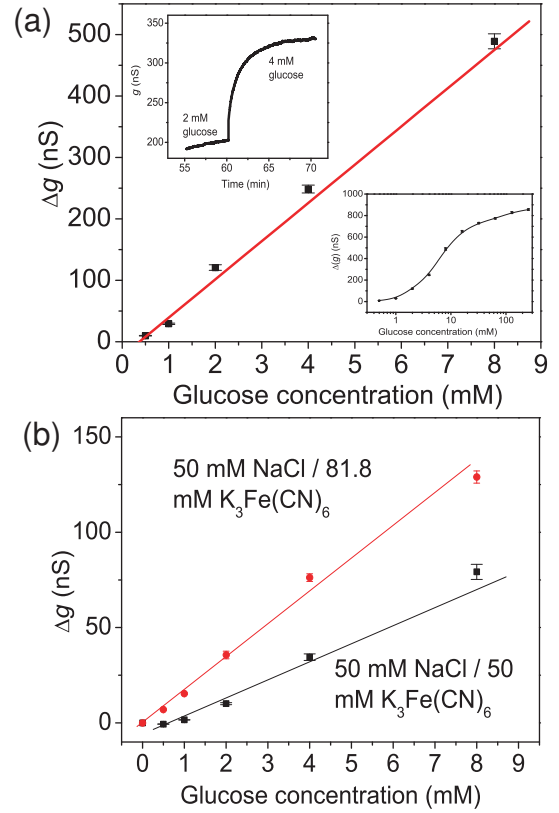 (a)
500
400
300
250
200
100
0
Δg (nS)
0
1
2
3
4
5
6
7
8
9
Glucose concentration (mM)
350
300
250
200
g (nS)
2 mM
glucose
4 mM
glucose
55
60
65
70
Time (min)
1000
800
600
400
200
0
Δ(g) (nS)
1
10
100
Glucose concentration (mM)
(b)
150
100
50
0
Δg (nS)
50 mM NaCl / 81.8
mM K3Fe(CN)6
50 mM NaCl / 50
mM K3Fe(CN)6
0
1
2
3
4
5
6
7
8
9
Glucose concentration (mM)